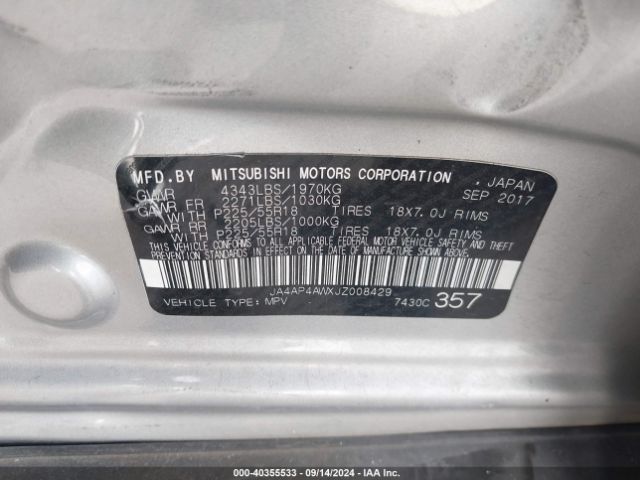 MFD.BY MITSUBISHI MOTORS CORPORATION , JAPAN
SEP 2017
GVWR 4343LBS/1970KG
GAWR FR 2271LBS/1030KG
WITH P225/55R18 TIRES 18X7.0J RIMS
GAWR RR 2205LBS/1000KG
WITH P225/55R18 TIRES 18X7.0J RIMS
THIS VEHICLE CONFORMS TO ALL APPLICABLE FEDERAL MOTOR VEHICLE SAFETY AND THEFT
PREVENTION STANDARDS IN EFFECT ON THE DATE OF MANUFACTURE SHOWN ABOVE.
JA4AP4AWXJZ008429
VEHICLE TYPE: MPV 7430C 357
© - 40355533 - 09/14/2024 - IAA Inc.